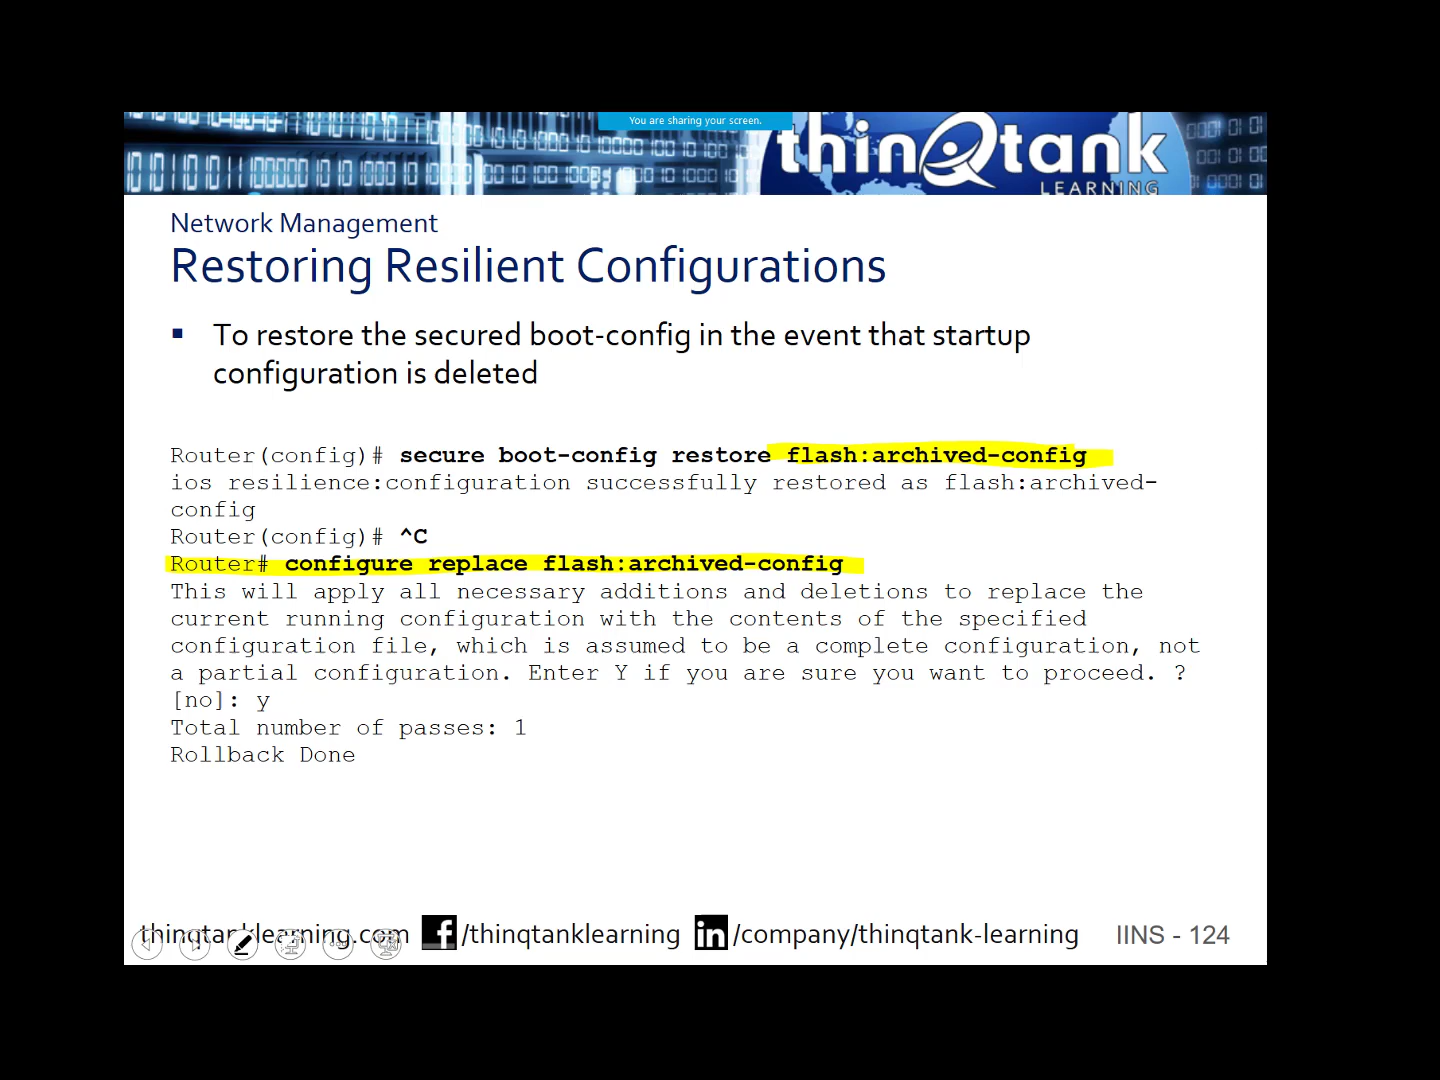 You are sharing your screen.
thinQtank
LEARNING
Network Management
Restoring Resilient Configurations
▪ To restore the secured boot-config in the event that startup
configuration is deleted
Router(config)# secure boot-config restore flash:archived-config
ios resilience:configuration successfully restored as flash:archived-
config
Router(config)# ^C
Router# configure replace flash:archived-config
This will apply all necessary additions and deletions to replace the
current running configuration with the contents of the specified
configuration file, which is assumed to be a complete configuration, not
a partial configuration. Enter Y if you are sure you want to proceed. ?
[no]: y
Total number of passes: 1
Rollback Done
thinqtanklearning.com f /thinqtanklearning in /company/thinqtank-learning IINS - 124